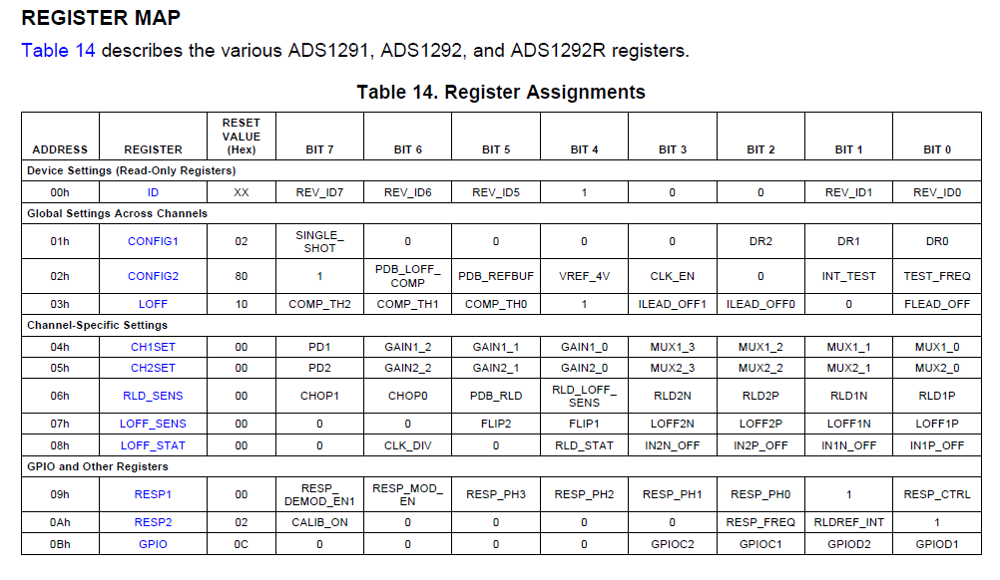 REGISTER MAP
Table 14 describes the various ADS1291, ADS1292, and ADS1292R registers.
Table 14. Register Assignments
ADDRESS REGISTER RESET VALUE (Hex) BIT 7 BIT 6 BIT 5 BIT 4 BIT 3 BIT 2 BIT 1 BIT 0
Device Settings (Read-Only Registers)
00h ID XX REV_ID7 REV_ID6 REV_ID5 1 0 0 REV_ID1 REV_ID0
Global Settings Across Channels
01h CONFIG1 02 SINGLE_SHOT 0 0 0 0 DR2 DR1 DR0
02h CONFIG2 80 1 PDB_LOFF_COMP PDB_REFBUF VREF_4V CLK_EN 0 INT_TEST TEST_FREQ
03h LOFF 10 COMP_TH2 COMP_TH1 COMP_TH0 1 ILEAD_OFF1 ILEAD_OFF0 0 FLEAD_OFF
Channel-Specific Settings
04h CH1SET 00 PD1 GAIN1_2 GAIN1_1 GAIN1_0 MUX1_3 MUX1_2 MUX1_1 MUX1_0
05h CH2SET 00 PD2 GAIN2_2 GAIN2_1 GAIN2_0 MUX2_3 MUX2_2 MUX2_1 MUX2_0
06h RLD_SENS 00 CHOP1 CHOP0 PDB_RLD RLD_LOFF_SENS RLD2N RLD2P RLD1N RLD1P
07h LOFF_SENS 00 0 0 FLIP2 FLIP1 LOFF2N LOFF2P LOFF1N LOFF1P
08h LOFF_STAT 00 0 CLK_DIV 0 RLD_STAT IN2N_OFF IN2P_OFF IN1N_OFF IN1P_OFF
GPIO and Other Registers
09h RESP1 00 RESP_DEMOD_EN1 RESP_MOD_EN RESP_PH3 RESP_PH2 RESP_PH1 RESP_PH0 1 RESP_CTRL
0Ah RESP2 02 CALIB_ON 0 0 0 0 RESP_FREQ RLDREF_INT 1
0Bh GPIO 0C 0 0 0 0 GPIOC2 GPIOC1 GPIOD2 GPIOD1